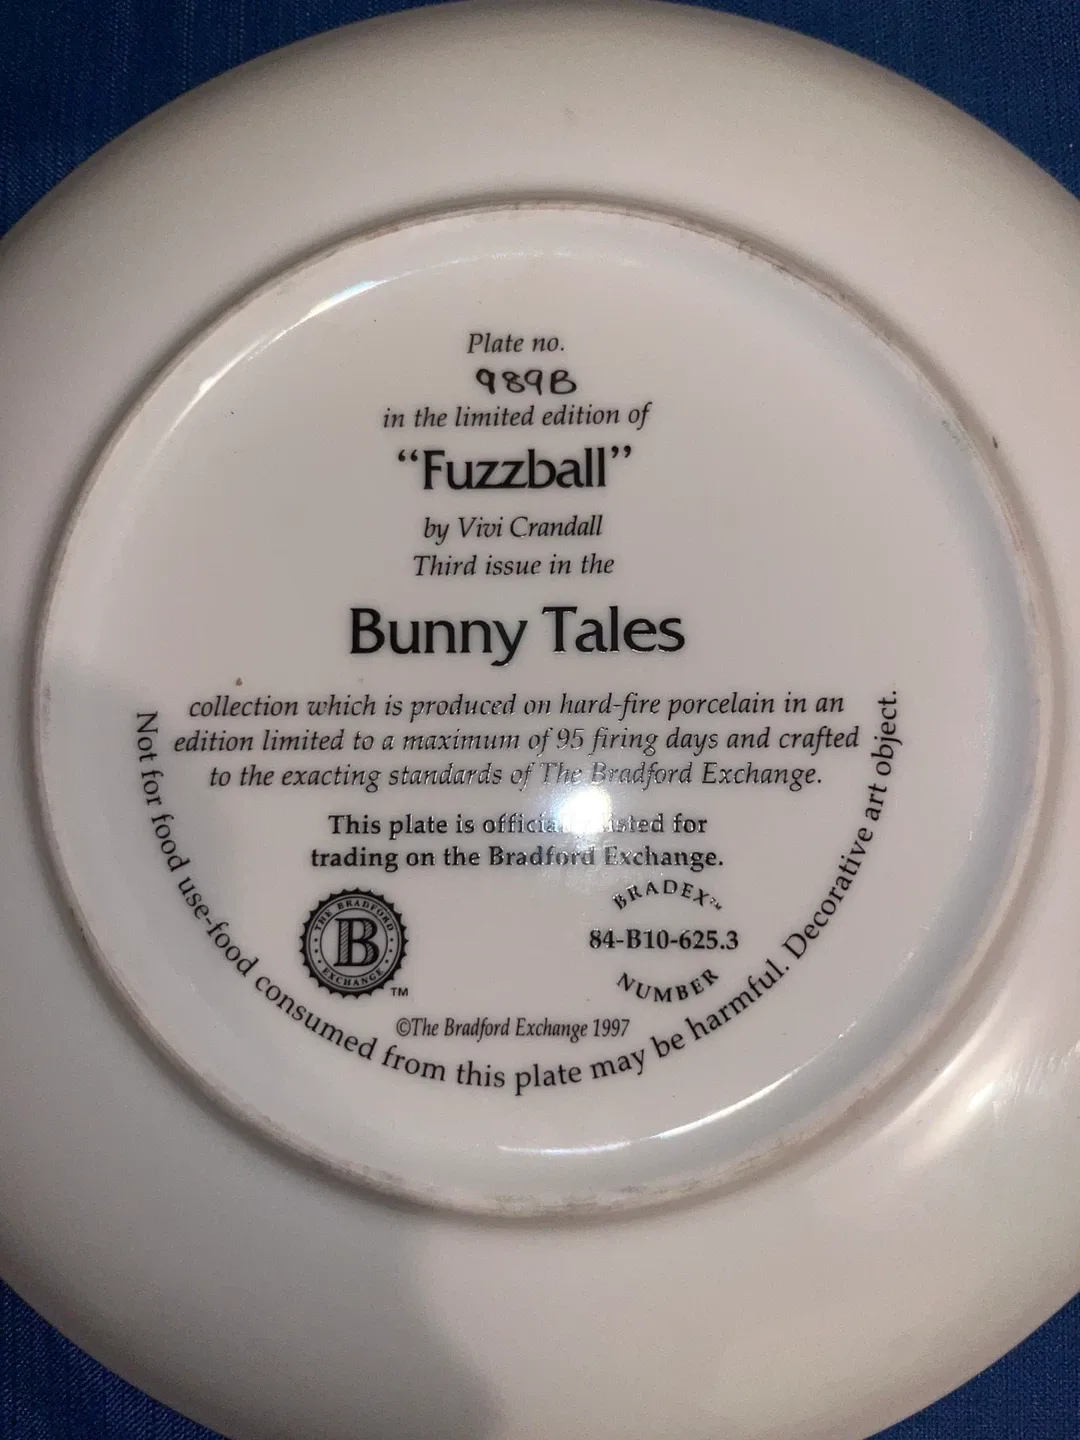 Plate no.
989B
in the limited edition of
“Fuzzball”
by Vivi Crandall
Third issue in the
Bunny Tales
collection which is produced on hard-fire porcelain in an
edition limited to a maximum of 95 firing days and crafted
to the exacting standards of The Bradford Exchange.
This plate is for
trading on the Bradford Exchange.
THE BRADFORD
B
EXCHANGE
TM
BRADEX™
84-B10-625.3
NUMBER
©The Bradford Exchange 1997
Not for food use-food consumed from this plate may be harmful. Decorative art object.